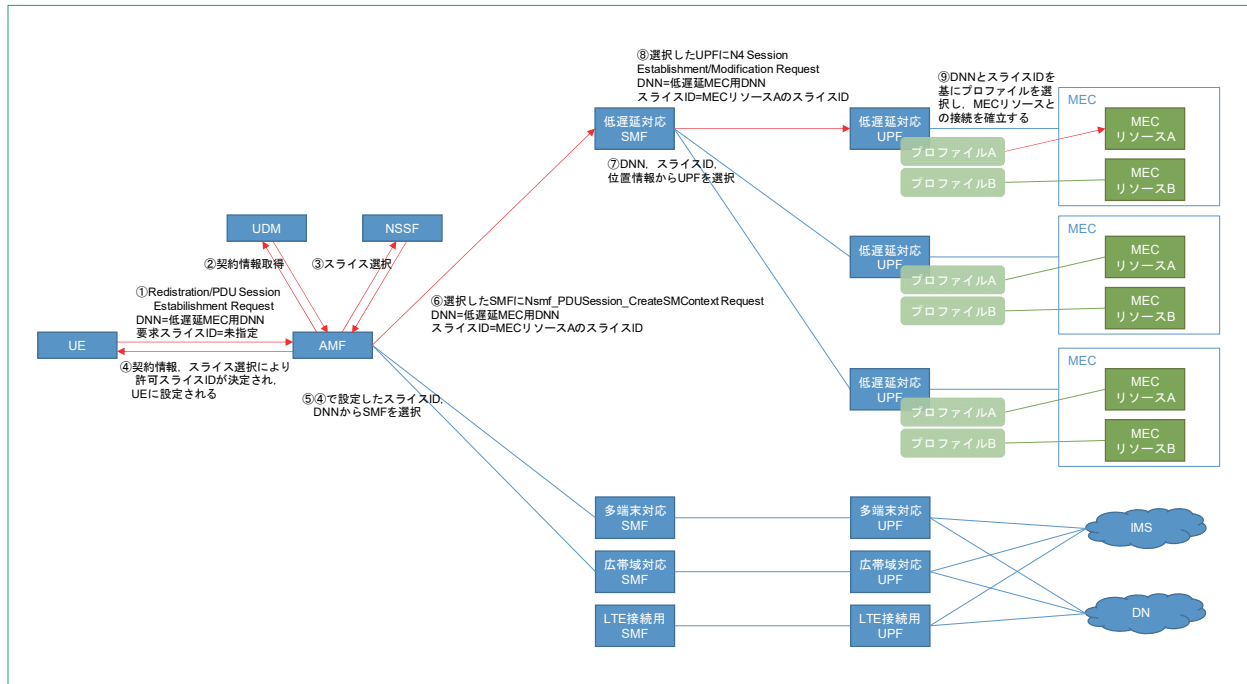 ⑧選択したUPFにN4 Session
Establishment/Modification Request
DNN=低遅延MEC用DNN
スライスID=MECリソースAのスライスID
⑨DNNとスライスIDを
基にプロファイルを選
択し，MECリソースと
の接続を確立する
低遅延対応
SMF
低遅延対応
UPF
プロファイルA
プロファイルB
MEC
MEC
リソースA
MEC
リソースB
⑦DNN，スライスID，
位置情報からUPFを選択
UDM
NSSF
②契約情報取得
③スライス選択
低遅延対応
UPF
プロファイルA
プロファイルB
MEC
MEC
リソースA
MEC
リソースB
①Redistration/PDU Session
Estabilishment Request
DNN=低遅延MEC用DNN
要求スライスID=未指定
⑥選択したSMFにNsmf_PDUSession_CreateSMContext Request
DNN=低遅延MEC用DNN
スライスID=MECリソースAのスライスID
UE
AMF
④契約情報，スライス選択により
許可スライスIDが決定され，
UEに設定される
⑤④で設定したスライスID，
DNNからSMFを選択
低遅延対応
UPF
プロファイルA
プロファイルB
MEC
MEC
リソースA
MEC
リソースB
多端末対応
SMF
多端末対応
UPF
IMS
広帯域対応
SMF
広帯域対応
UPF
LTE接続用
SMF
LTE接続用
UPF
DN